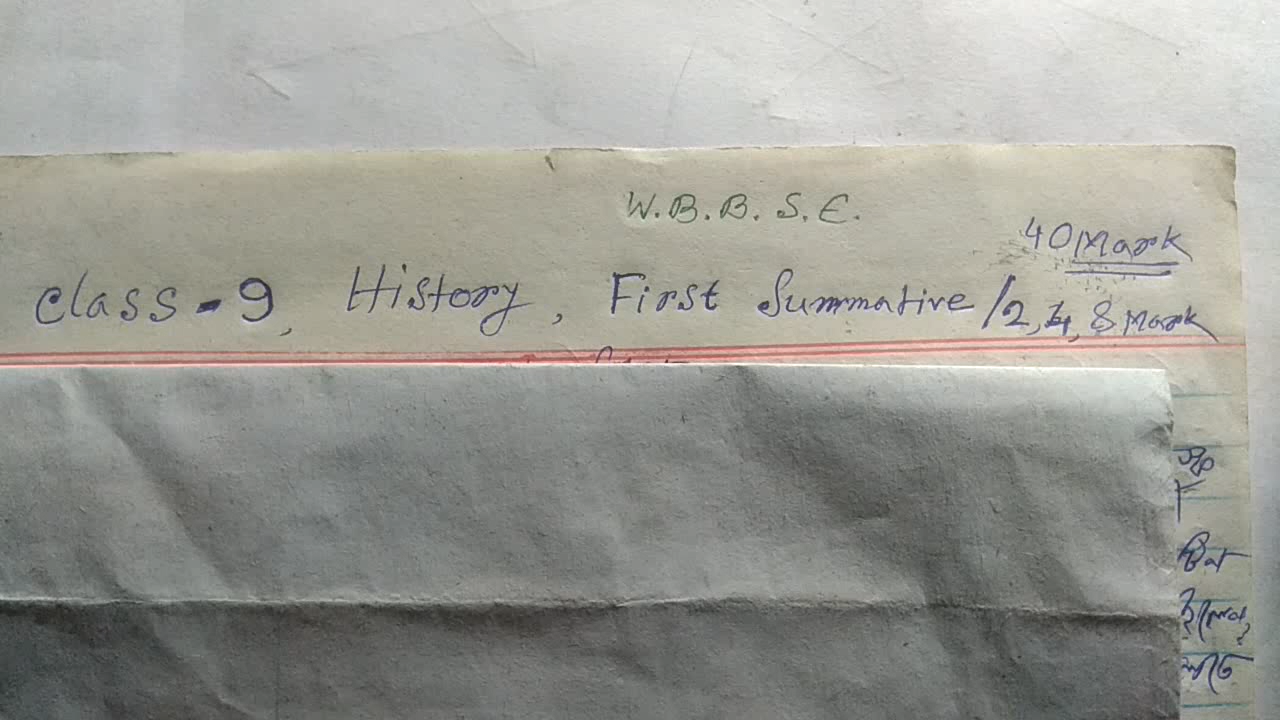 W.B.B.S.E.
40 Mark
Class-9, History, First Summative/2,4,8 Mark